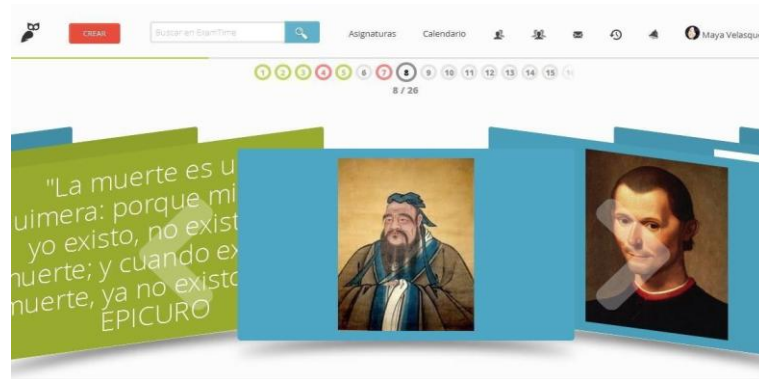 CREAR
Buscar en ExamTime
Asignaturas
Calendario
Maya Velasqu
1 2 3 4 5 6 7 8 9 10 11 12 13 14 15
8 / 26
"La muerte es u
uimera: porque mi
yo existo, no exist
nuerte; y cuando ex
muerte, ya no existo
EPICURO